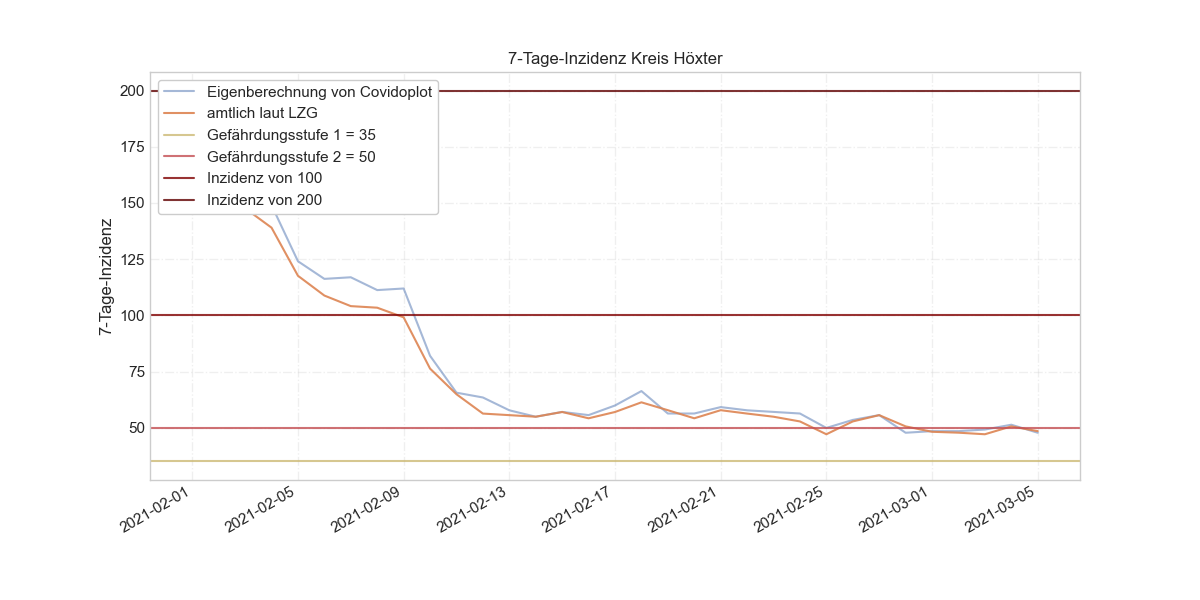 7-Tage-Inzidenz Kreis Höxter
7-Tage-Inzidenz
200
175
150
125
100
75
50
Eigenberechnung von Covidoplot
amtlich laut LZG
Gefährdungsstufe 1 = 35
Gefährdungsstufe 2 = 50
Inzidenz von 100
Inzidenz von 200
2021-02-01
2021-02-05
2021-02-09
2021-02-13
2021-02-17
2021-02-21
2021-02-25
2021-03-01
2021-03-05